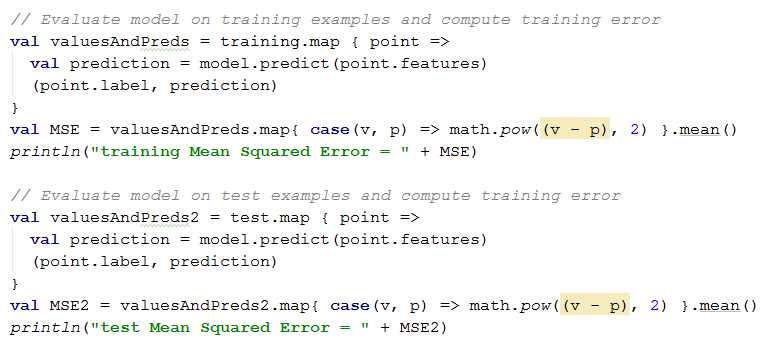 // Evaluate model on training examples and compute training error
val valuesAndPreds = training.map { point =>
  val prediction = model.predict(point.features)
  (point.label, prediction)
}
val MSE = valuesAndPreds.map{ case(v, p) => math.pow((v - p), 2) }.mean()
println("training Mean Squared Error = " + MSE)

// Evaluate model on test examples and compute training error
val valuesAndPreds2 = test.map { point =>
  val prediction = model.predict(point.features)
  (point.label, prediction)
}
val MSE2 = valuesAndPreds2.map{ case(v, p) => math.pow((v - p), 2) }.mean()
println("test Mean Squared Error = " + MSE2)